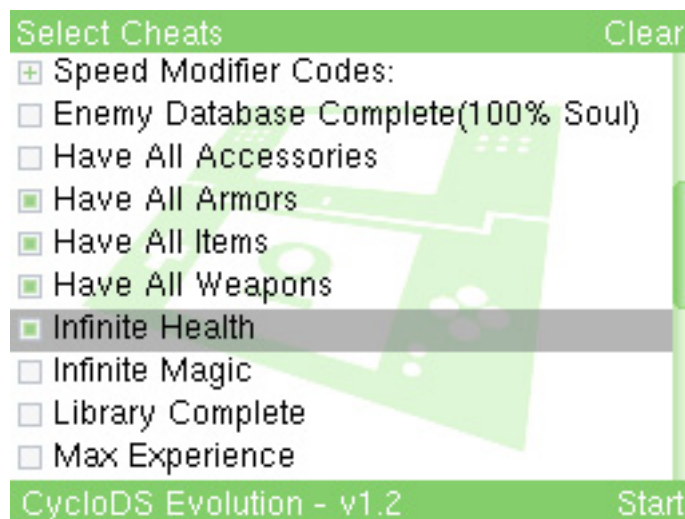 Select Cheats Clear
Speed Modifier Codes:
Enemy Database Complete(100% Soul)
Have All Accessories
Have All Armors
Have All Items
Have All Weapons
Infinite Health
Infinite Magic
Library Complete
Max Experience
CycloDS Evolution - v1.2 Start